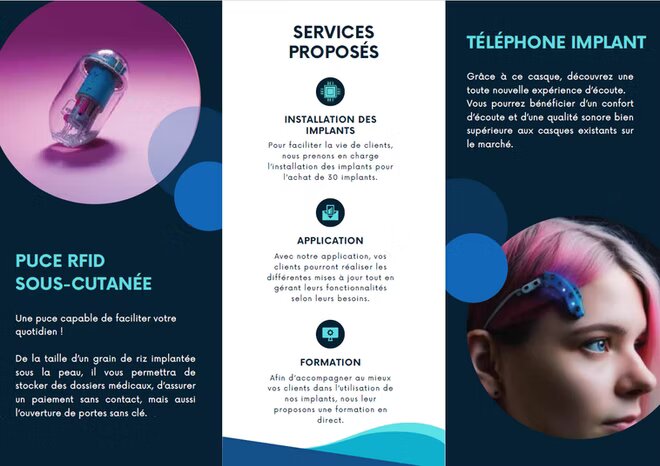 PUCE RFID
SOUS-CUTANÉE
Une puce capable de faciliter votre
quotidien !
De la taille d'un grain de riz implantée
sous la peau, il vous permettra de
stocker des dossiers médicaux, d'assurer
un paiement sans contact, mais aussi
l'ouverture de portes sans clé.
SERVICES
PROPOSÉS
INSTALLATION DES
IMPLANTS
Pour faciliter la vie de clients,
nous prenons en charge
l'installation des implants pour
l'achat de 30 implants.
APPLICATION
Avec notre application, vos
clients pourront réaliser les
différentes mises à jour tout en
gérant leurs fonctionnalités
selon leurs besoins.
FORMATION
Afin d'accompagner au mieux
vos clients dans l'utilisation de
nos implants, nous leur
proposons une formation en
direct.
TÉLÉPHONE IMPLANT
Grâce à ce casque, découvrez une
toute nouvelle expérience d'écoute.
Vous pourrez bénéficier d'un confort
d'écoute et d'une qualité sonore bien
supérieure aux casques existants sur
le marché.